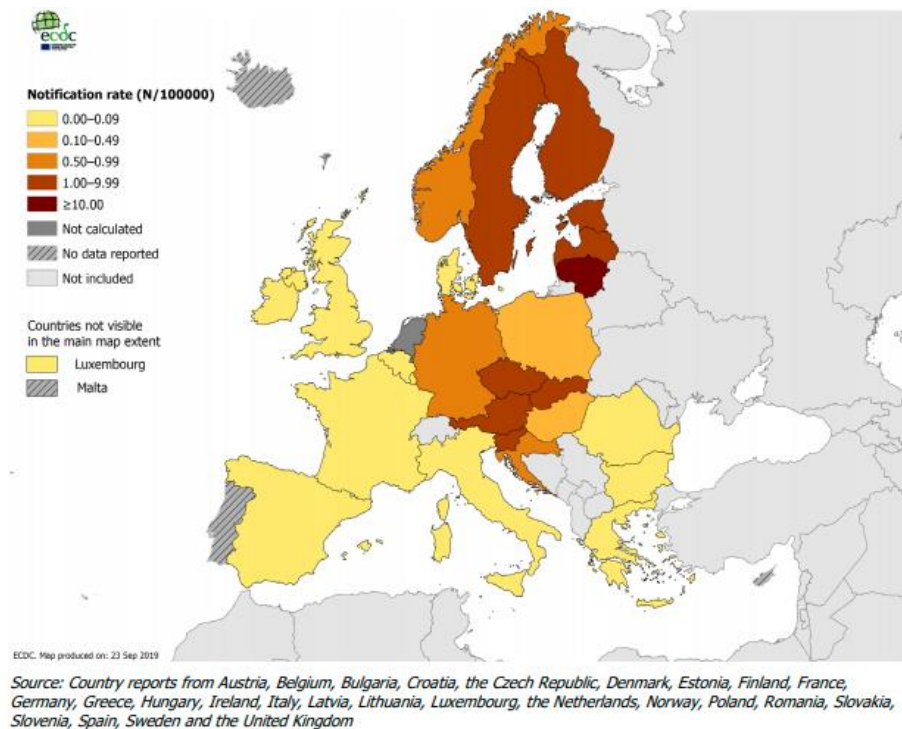 ecdc
Notification rate (N/100000)
0.00–0.09
0.10–0.49
0.50–0.99
1.00–9.99
≥10.00
Not calculated
No data reported
Not included
Countries not visible
in the main map extent
Luxembourg
Malta
ECDC. Map produced on: 23 Sep 2019
Source: Country reports from Austria, Belgium, Bulgaria, Croatia, the Czech Republic, Denmark, Estonia, Finland, France,
Germany, Greece, Hungary, Ireland, Italy, Latvia, Lithuania, Luxembourg, the Netherlands, Norway, Poland, Romania, Slovakia,
Slovenia, Spain, Sweden and the United Kingdom